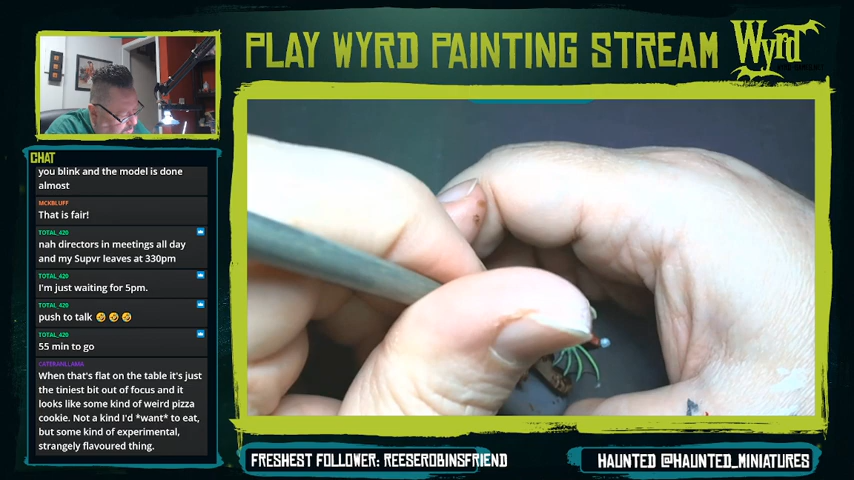 PLAY WYRD PAINTING STREAM
Wyrd
CHAT
you blink and the model is done
almost
MCKBLUFF
That is fair!
TOTAL_420
nah directors in meetings all day
and my Supvr leaves at 330pm
TOTAL_420
I'm just waiting for 5pm.
TOTAL_420
push to talk 🤣 🤣 🤣
TOTAL_420
55 min to go
CATERANLLAMA
When that's flat on the table it's just
the tiniest bit out of focus and it
looks like some kind of weird pizza
cookie. Not a kind I'd *want* to eat,
but some kind of experimental,
strangely flavoured thing.
FRESHEST FOLLOWER: REESEROBINSFRIEND
HAUNTED @HAUNTED_MINIATURES